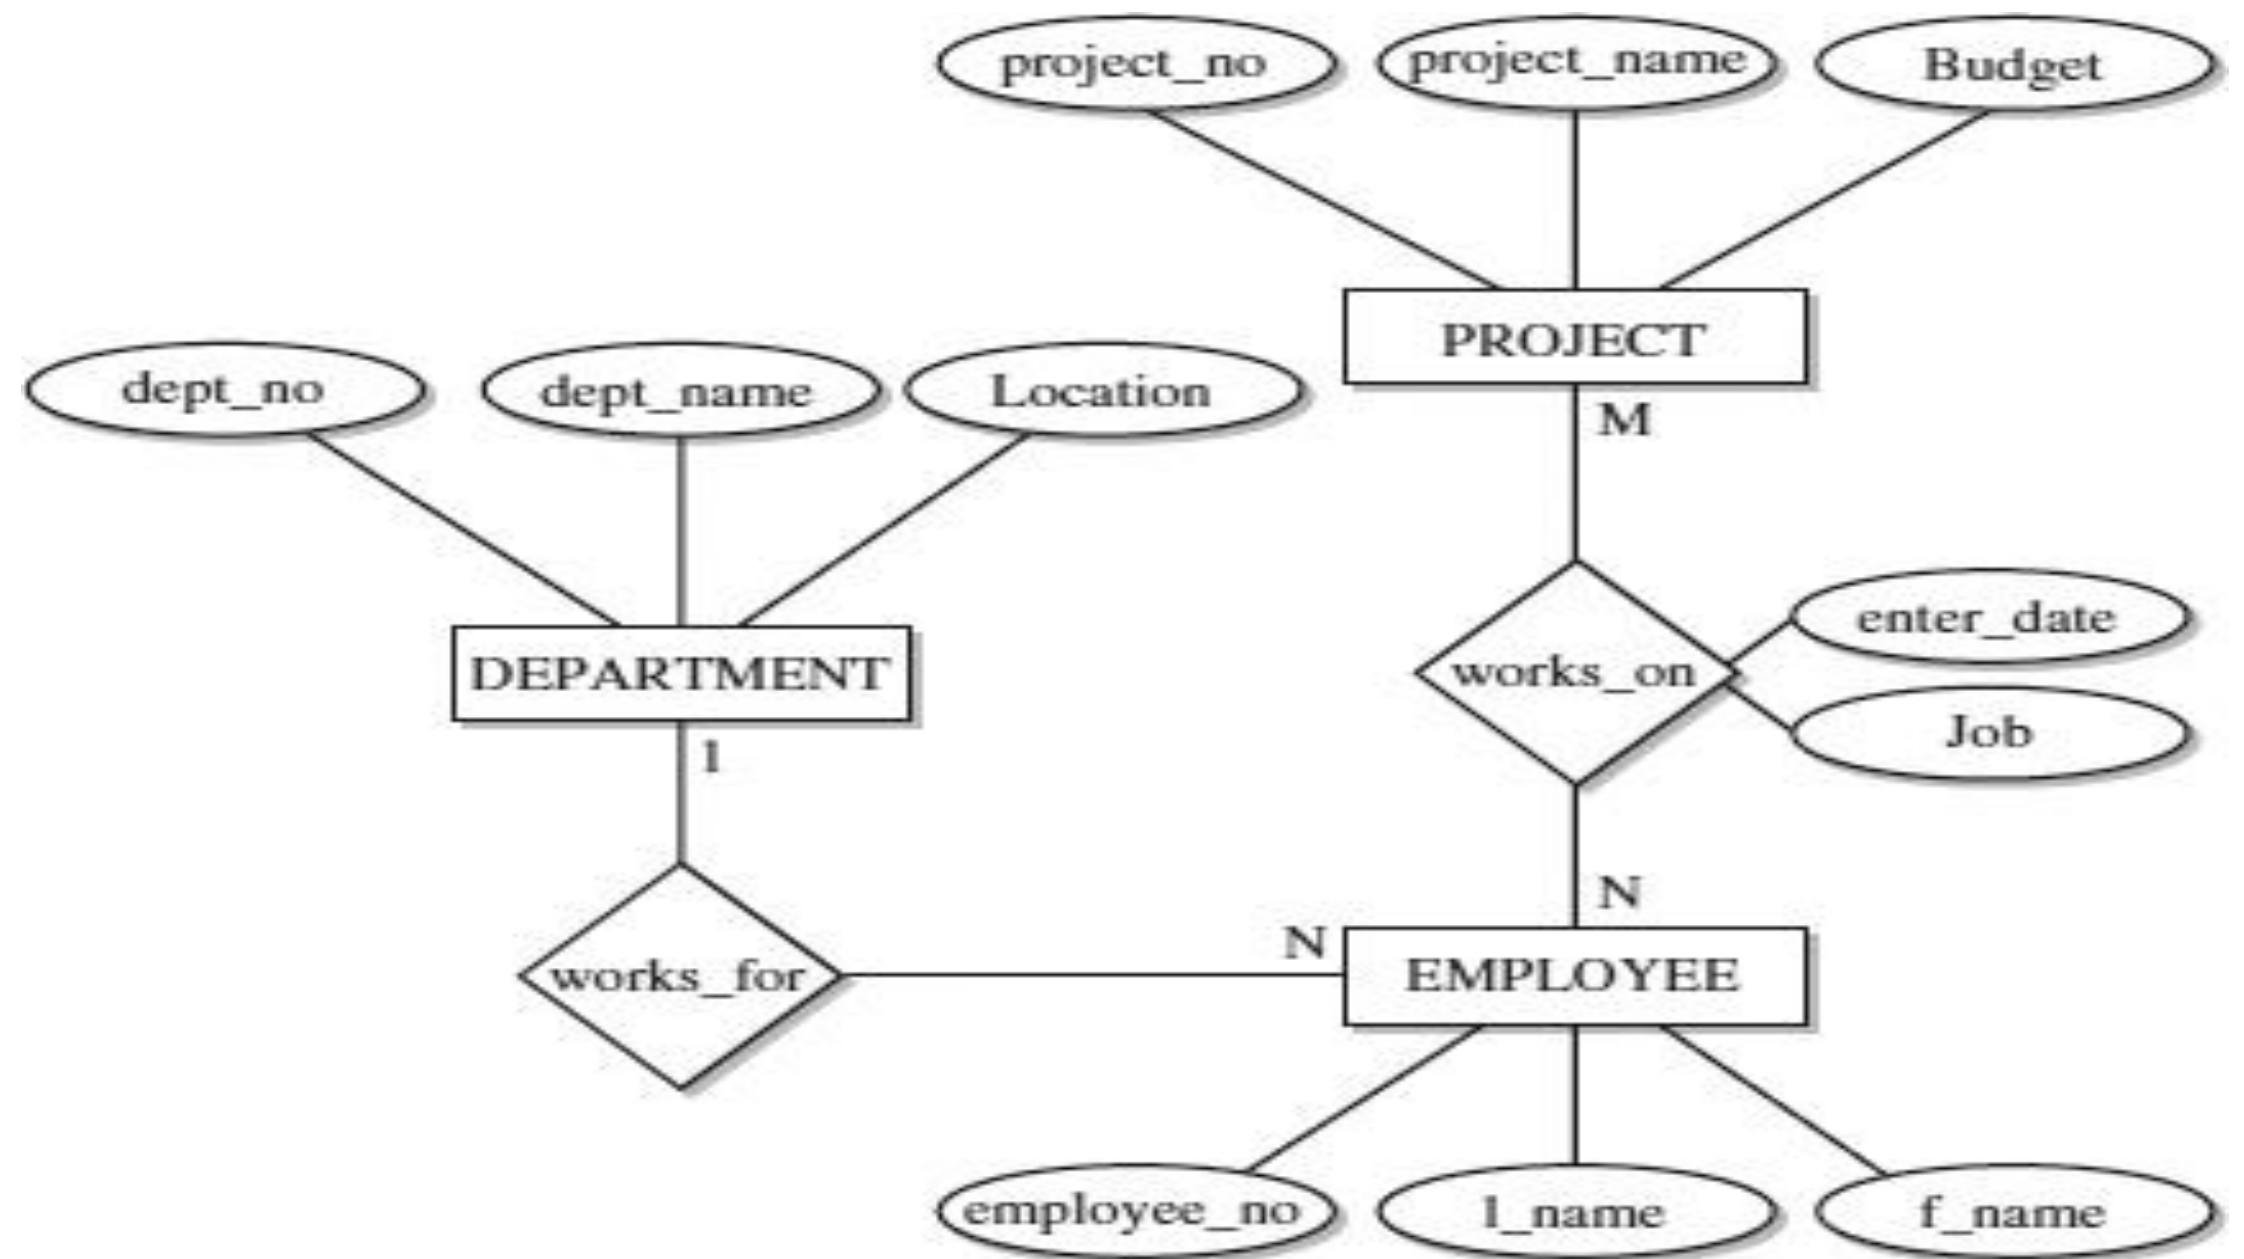 project_no project_name Budget
PROJECT
M
dept_no dept_name Location
DEPARTMENT
1
works_on
enter_date
Job
works_for
N
N
EMPLOYEE
employee_no l_name f_name